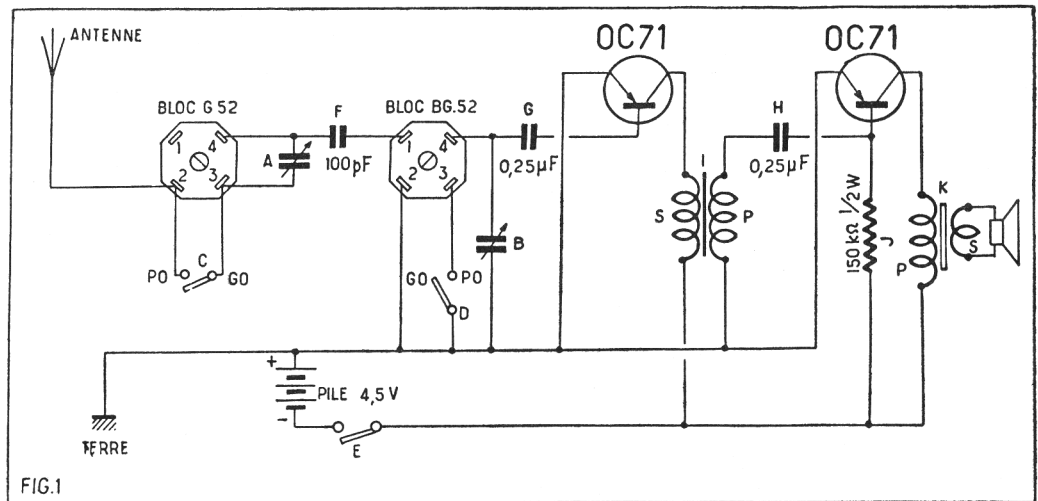 ANTENNE
OC71
OC71
BLOC G 52
F
BLOC BG.52
G
H
1
4
A
100pF
1
4
0,25µF
0,25µF
2
3
2
3
I
K
S
P
150kΩ 1/2W
J
P
S
B
PO
C
GO
GO
PO
D
+
PILE 4,5V
-
E
TERRE
FIG.1